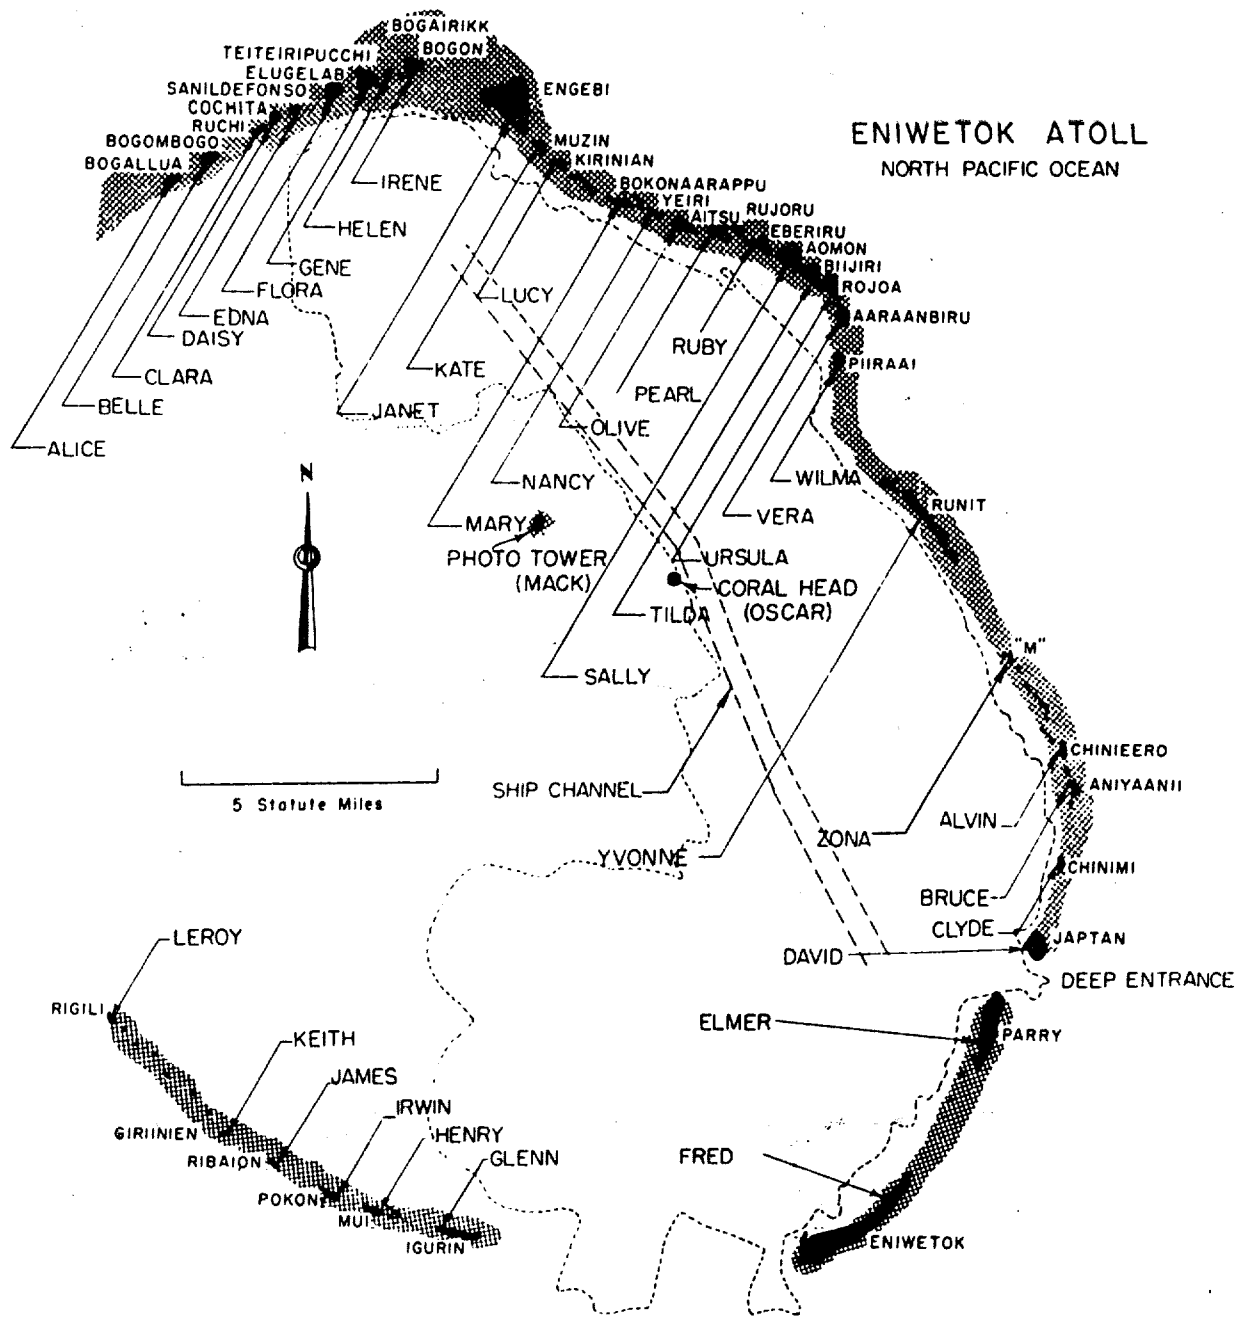 BOGAIRIKK
BOGON
TEITEIRIPUCCHI
ELUGELAB
SANILDEFONSO
COCHITA
RUCHI
BOGOMBOGO
BOGALLUA
ENGEBI
MUZIN
KIRINIAN
BOKONAARAPPU
YEIRI
AITSU
RUJORU
EBERIRU
AOMON
BIIJIRI
ROJOA
AARAANBIRU
PIIRAAI
ENIWETOK ATOLL
NORTH PACIFIC OCEAN
IRENE
HELEN
GENE
FLORA
EDNA
DAISY
CLARA
BELLE
ALICE
LUCY
KATE
JANET
RUBY
PEARL
OLIVE
NANCY
MARY
WILMA
VERA
RUNIT
N
PHOTO TOWER
(MACK)
URSULA
CORAL HEAD
(OSCAR)
TILDA
SALLY
"M"
SHIP CHANNEL
5 Statute Miles
CHINIEERO
ANIYAANII
ALVIN
ZONA
YVONNE
CHINIMI
BRUCE
CLYDE
JAPTAN
DAVID
DEEP ENTRANCE
LEROY
RIGILI
ELMER
PARRY
KEITH
JAMES
IRWIN
HENRY
GLENN
GIRIINIEN
RIBAION
POKON
MUI
IGURIN
FRED
ENIWETOK